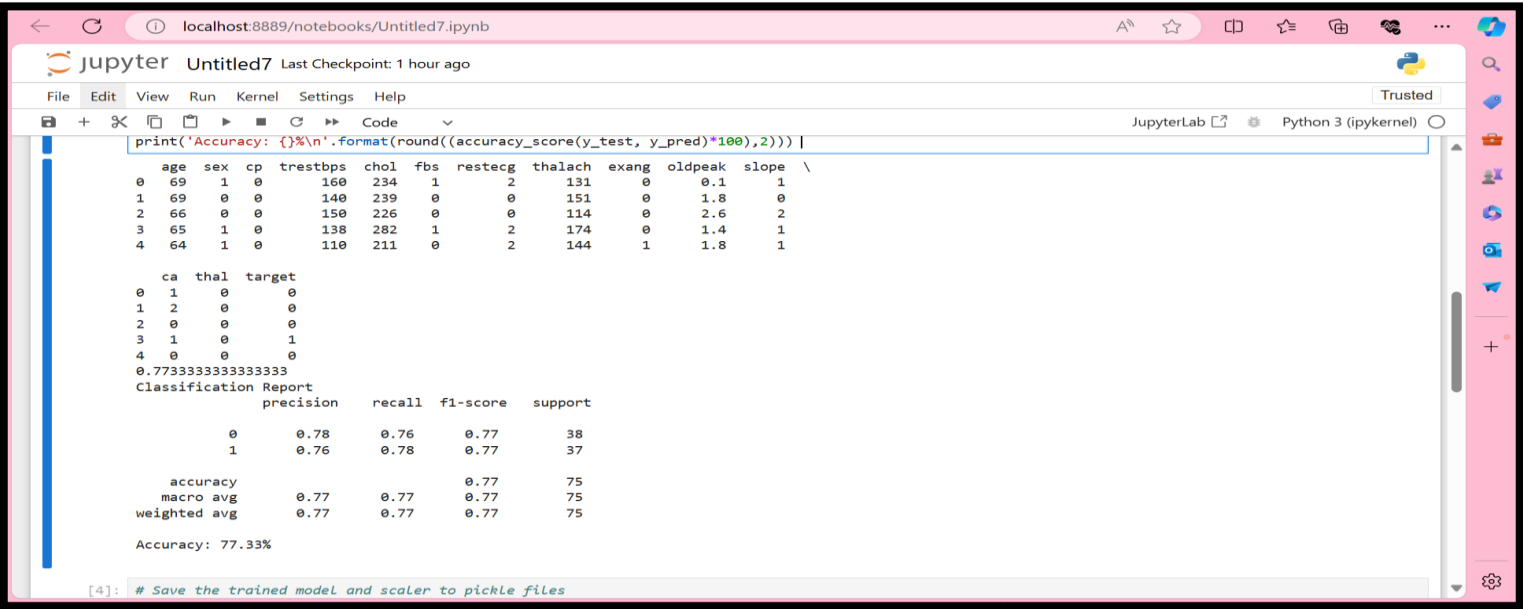 localhost:8889/notebooks/Untitled7.ipynb
jupyter Untitled7 Last Checkpoint: 1 hour ago
File Edit View Run Kernel Settings Help Trusted
Code JupyterLab Python 3 (ipykernel)
print('Accuracy: {}%\n'.format(round((accuracy_score(y_test, y_pred)*100),2)))
age sex cp trestbps chol fbs restecg thalach exang oldpeak slope \
0 69 1 0 160 234 1 2 131 0 0.1 1
1 69 0 0 140 239 0 0 151 0 1.8 0
2 66 0 0 150 226 0 0 114 0 2.6 2
3 65 1 0 138 282 1 2 174 0 1.4 1
4 64 1 0 110 211 0 2 144 1 1.8 1
ca thal target
0 1 0 0
1 2 0 0
2 0 0 0
3 1 0 1
4 0 0 0
0.7733333333333333
Classification Report
precision recall f1-score support
0 0.78 0.76 0.77 38
1 0.76 0.78 0.77 37
accuracy 0.77 75
macro avg 0.77 0.77 0.77 75
weighted avg 0.77 0.77 0.77 75
Accuracy: 77.33%
[4]: # Save the trained model and scaler to pickle files